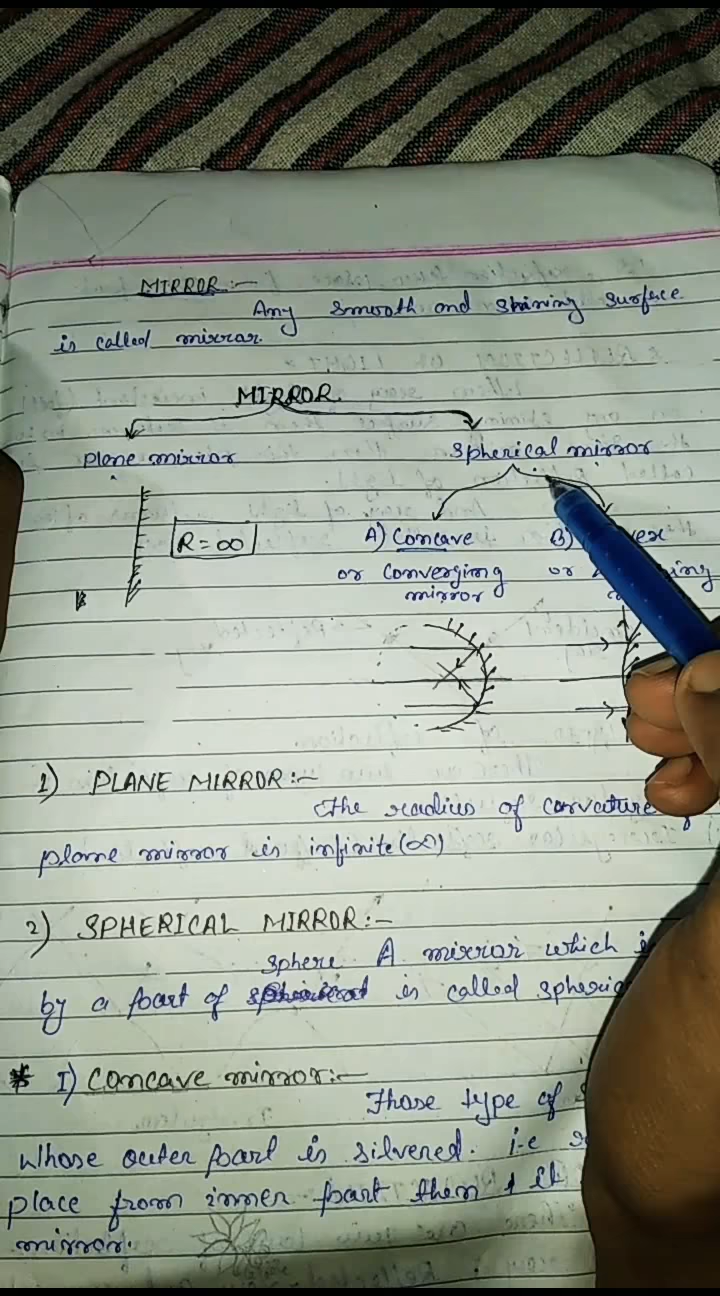 MIRROR:-
Any smooth and shining surface
is called mirror.
MIRROR.
Plane mirror
Spherical mirror
R = ∞
A) Concave
or Converging
mirror
B)
or
1) PLANE MIRROR:-
The radius of carvature
plane mirror is infinite (∞)
2) SPHERICAL MIRROR:-
sphere A mirror which
by a part of is called
* I) Concave mirror:-
Those type of
whose outer part is silvered. i.e
place from inner part then
mirror.